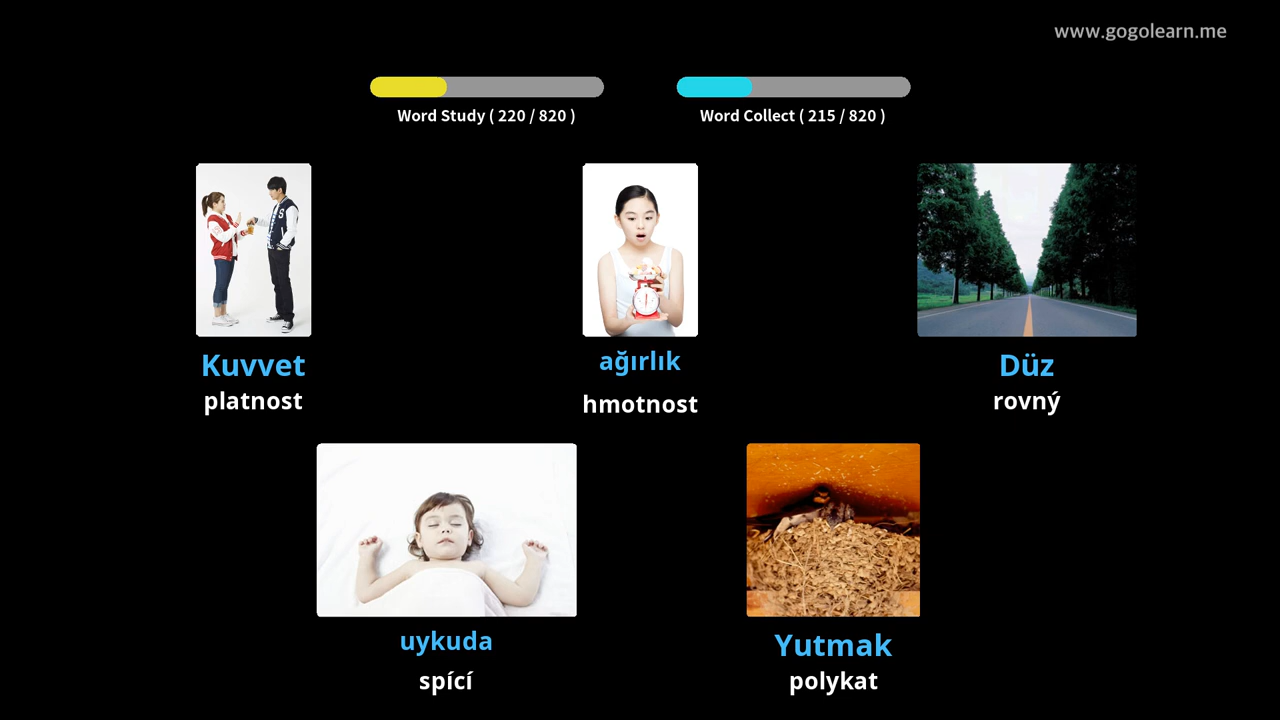 www.gogolearn.me
Word Study ( 220 / 820 )
Word Collect ( 215 / 820 )
Kuvvet
platnost
ağırlık
hmotnost
Düz
rovný
uykuda
spící
Yutmak
polykat